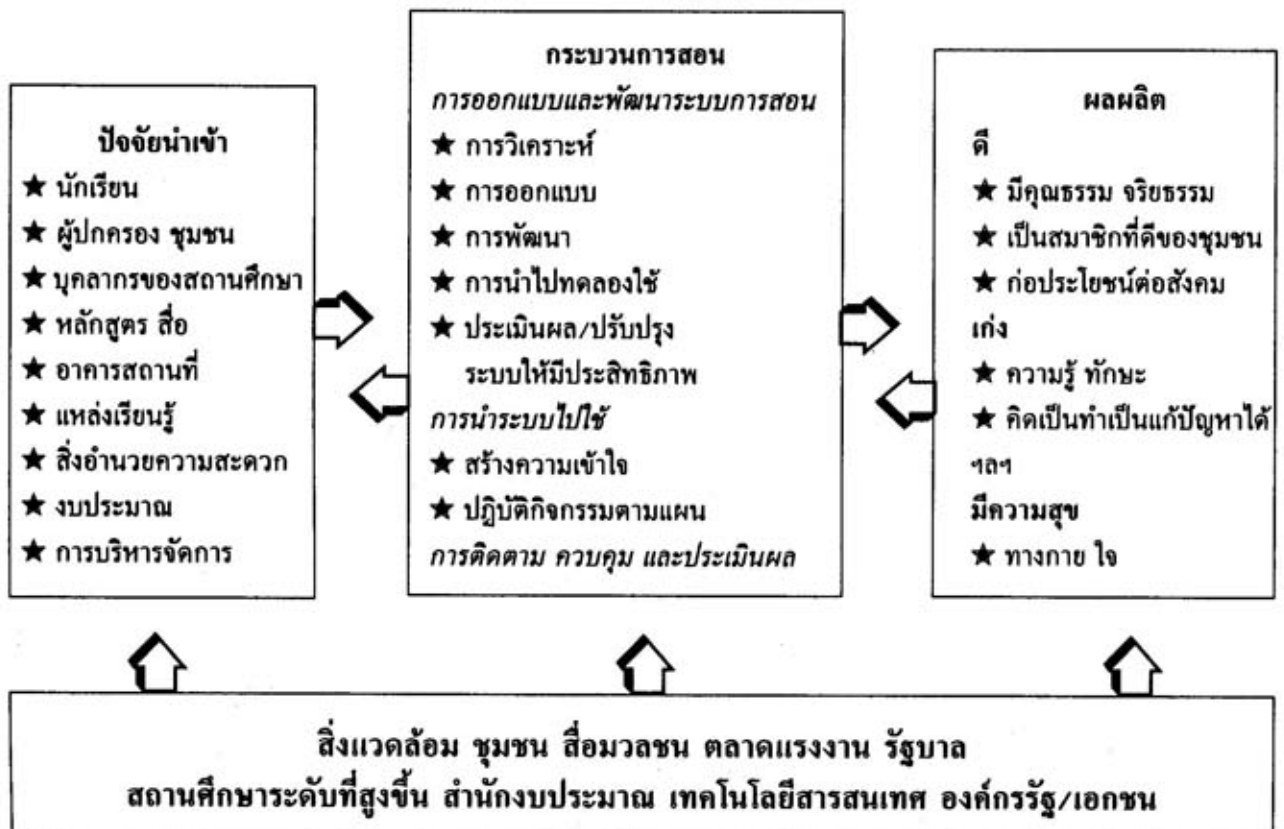 ปัจจัยนำเข้า
★ นักเรียน
★ ผู้ปกครอง ชุมชน
★ บุคลากรของสถานศึกษา
★ หลักสูตร สื่อ
★ อาคารสถานที่
★ แหล่งเรียนรู้
★ สิ่งอำนวยความสะดวก
★ งบประมาณ
★ การบริหารจัดการ
กระบวนการสอน
การออกแบบและพัฒนาระบบการสอน
★ การวิเคราะห์
★ การออกแบบ
★ การพัฒนา
★ การนำไปทดลองใช้
★ ประเมินผล/ปรับปรุง
ระบบให้มีประสิทธิภาพ
การนำระบบไปใช้
★ สร้างความเข้าใจ
★ ปฏิบัติกิจกรรมตามแผน
การติดตาม ควบคุม และประเมินผล
ผลผลิต
ดี
★ มีคุณธรรม จริยธรรม
★ เป็นสมาชิกที่ดีของชุมชน
★ ก่อประโยชน์ต่อสังคม
เก่ง
★ ความรู้ ทักษะ
★ คิดเป็นทำเป็นแก้ปัญหาได้
ฯลฯ
มีความสุข
★ ทางกาย ใจ
สิ่งแวดล้อม ชุมชน สื่อมวลชน ตลาดแรงงาน รัฐบาล
สถานศึกษาระดับที่สูงขึ้น สำนักงบประมาณ เทคโนโลยีสารสนเทศ องค์กรรัฐ/เอกชน